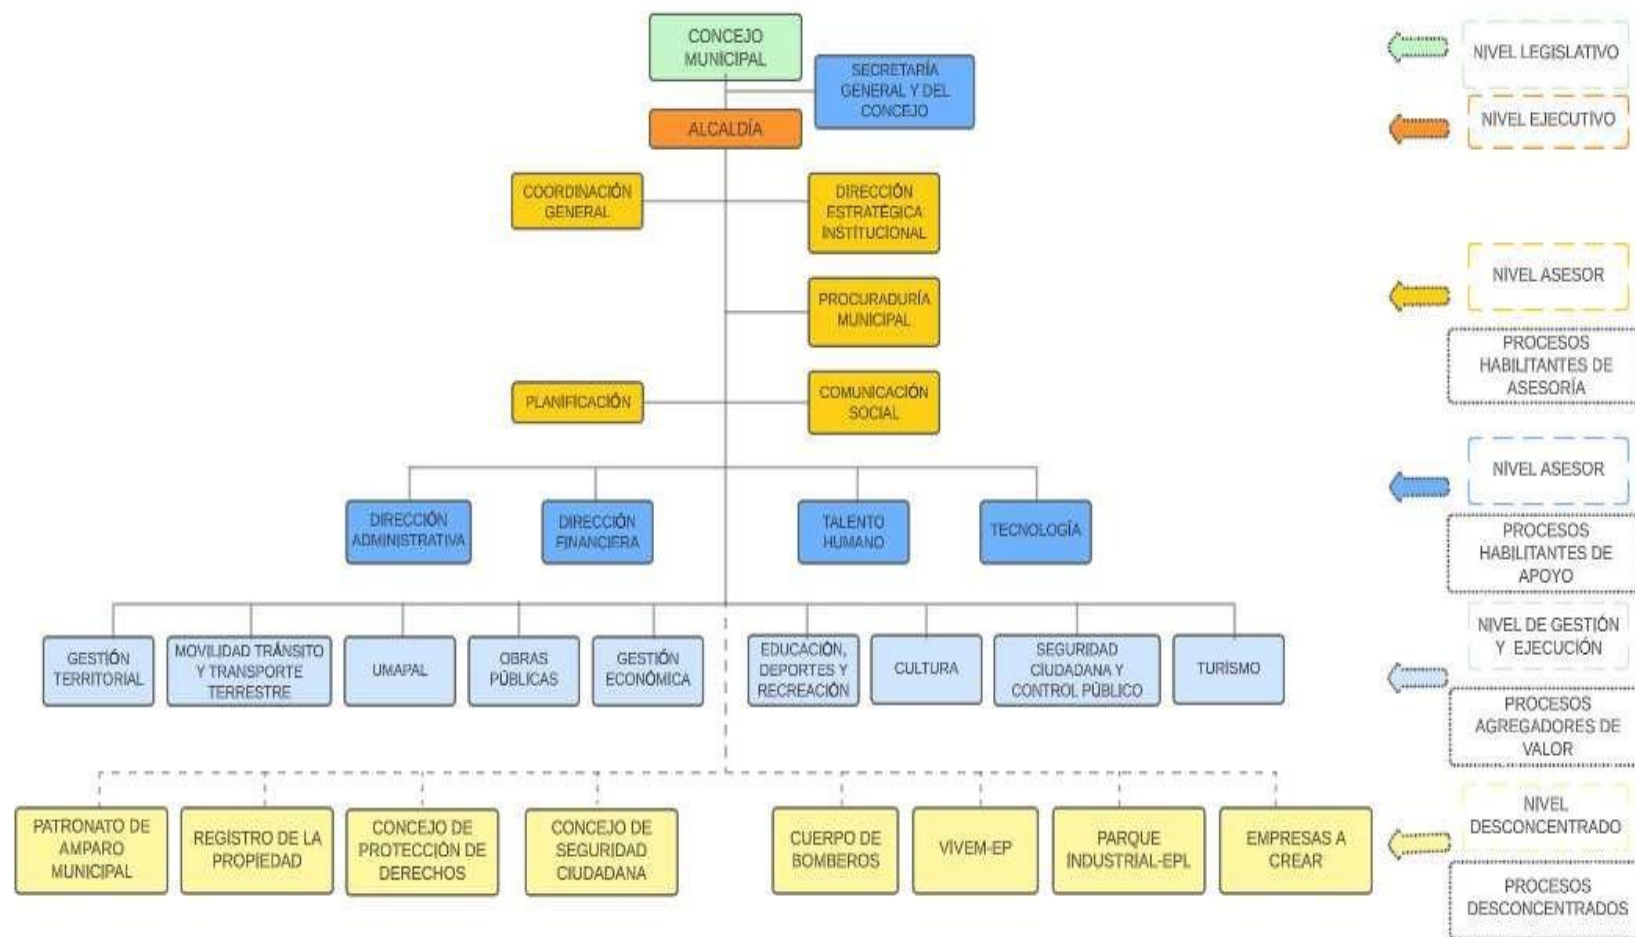 CONCEJO
MUNICIPAL
SECRETARÍA
GENERAL Y DEL
CONCEJO
ALCALDÍA
COORDINACIÓN
GENERAL
DIRECCIÓN
ESTRATÉGICA
INSTITUCIONAL
PROCURADURÍA
MUNICIPAL
PLANIFICACIÓN
COMUNICACIÓN
SOCIAL
DIRECCIÓN
ADMINISTRATIVA
DIRECCIÓN
FINANCIERA
TALENTO
HUMANO
TECNOLOGÍA
GESTIÓN
TERRITORIAL
MOVILIDAD TRÁNSITO
Y TRANSPORTE
TERRESTRE
UMAPAL
OBRAS
PÚBLICAS
GESTIÓN
ECONÓMICA
EDUCACIÓN,
DEPORTES Y
RECREACIÓN
CULTURA
SEGURIDAD
CIUDADANA Y
CONTROL PÚBLICO
TURISMO
PATRONATO DE
AMPARO
MUNICIPAL
REGISTRO DE LA
PROPIEDAD
CONCEJO DE
PROTECCIÓN DE
DERECHOS
CONCEJO DE
SEGURIDAD
CIUDADANA
CUERPO DE
BOMBEROS
VIVEM-EP
PARQUE
INDUSTRIAL-EPL
EMPRESAS A
CREAR
NIVEL LEGISLATIVO
NIVEL EJECUTIVO
NIVEL ASESOR
PROCESOS
HABILITANTES DE
ASESORÍA
NIVEL ASESOR
PROCESOS
HABILITANTES DE
APOYO
NIVEL DE GESTIÓN
Y EJECUCIÓN
PROCESOS
AGREGADORES DE
VALOR
NIVEL
DESCONCENTRADO
PROCESOS
DESCONCENTRADOS